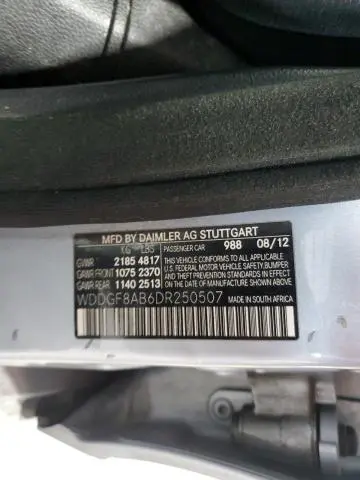 MFD BY DAIMLER AG STUTTGART
KG LBS PASSENGER CAR 988 08/12
GVWR 2185 4817
GAWR FRONT 1075 2370
GAWR REAR 1140 2513
THIS VEHICLE CONFORMS TO ALL
APPLICABLE U.S. FEDERAL
MOTOR VEHICLE SAFETY, BUMPER
AND THEFT PREVENTION STANDARDS
IN EFFECT ON THE DATE OF
MANUFACTURE SHOWN ABOVE.
WDDGF8AB6DR250507 MADE IN SOUTH AFRICA